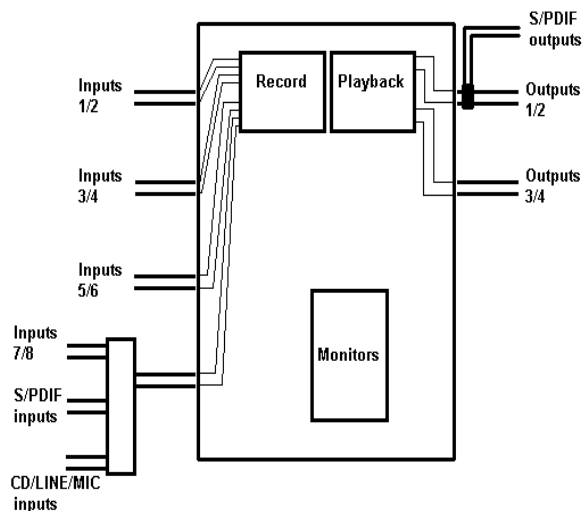 S/PDIF
outputs
Record
Playback
Inputs
1/2
Outputs
1/2
Inputs
3/4
Outputs
3/4
Inputs
5/6
Monitors
Inputs
7/8
S/PDIF
inputs
CD/LINE/MIC
inputs